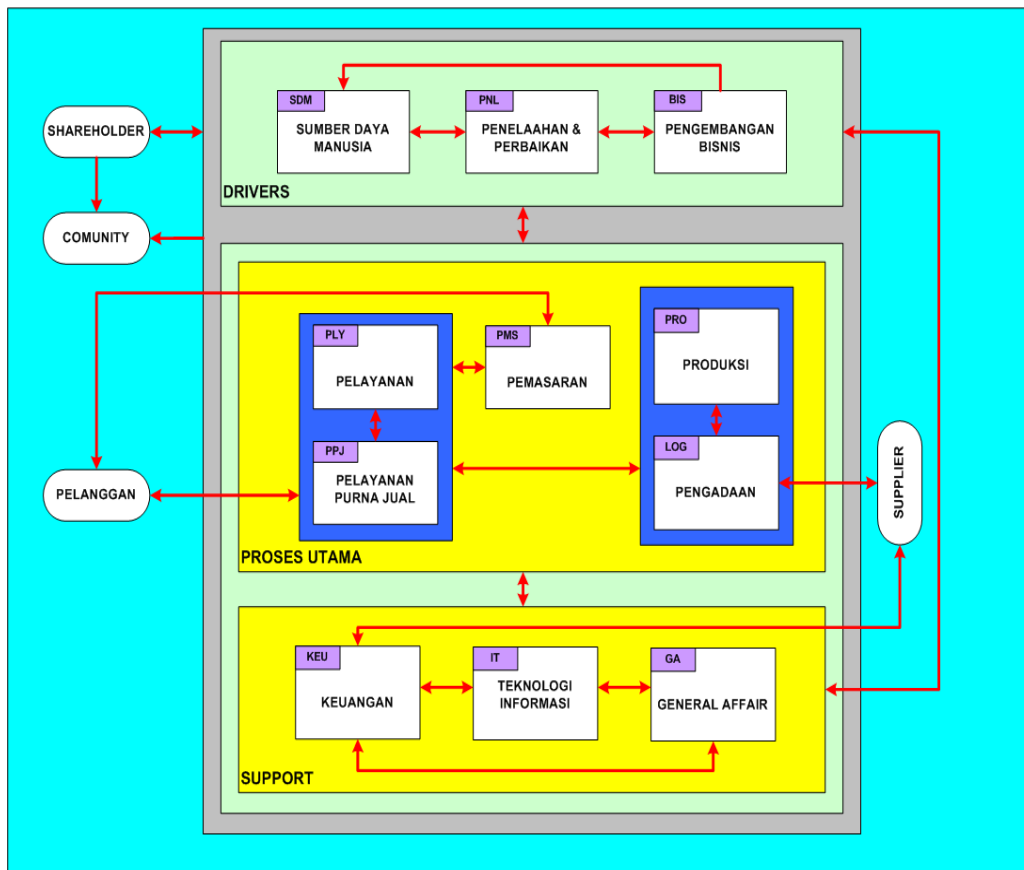 SDM
SUMBER DAYA
MANUSIA
PNL
PENELAAHAN &
PERBAIKAN
BIS
PENGEMBANGAN
BISNIS
DRIVERS
SHAREHOLDER
COMUNITY
PELANGGAN
PLY
PELAYANAN
PMS
PEMASARAN
PRO
PRODUKSI
PPJ
PELAYANAN
PURNA JUAL
LOG
PENGADAAN
PROSES UTAMA
SUPPLIER
KEU
KEUANGAN
IT
TEKNOLOGI
INFORMASI
GA
GENERAL AFFAIR
SUPPORT